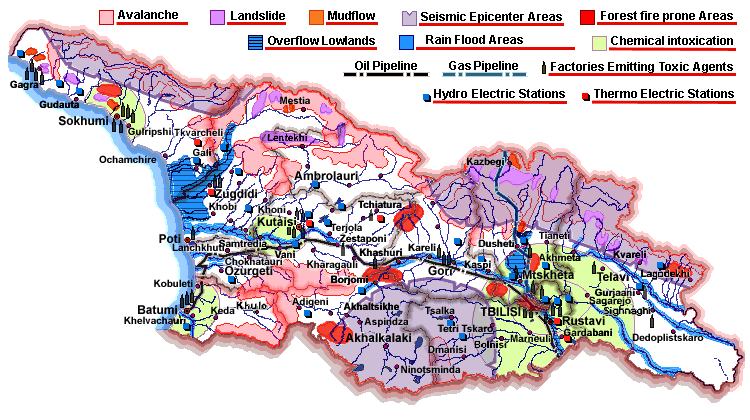 Avalanche Landslide Mudflow Seismic Epicenter Areas Forest fire prone Areas
Overflow Lowlands Rain Flood Areas Chemical intoxication
Oil Pipeline Gas Pipeline Factories Emitting Toxic Agents
Hydro Electric Stations Thermo Electric Stations
Gagra
Gudauta
Sokhumi
Gulripshi
Tkvarcheli
Mestia
Lentekhi
Ochamchire
Gali
Kazbegi
Ambrolauri
Zugdidi
Khobi
Khoni
Tchiatura
Kutaisi
Terjola
Poti
Lanchkhuti
Samtredia
Zestaponi
Kareli
Dusheti
Tianeti
Vani
Khashuri
Akhmeta
Kvareli
Chokhatauri
Kharagauli
Gori
Kaspi
Mtskheta
Telavi
Lagodekhi
Ozurgeti
Borjomi
Kobuleti
Gurjaani
Batumi
Keda
Khulo
Adigeni
Akhaltsikhe
Tsalka
TBILISI
Sagarejo
Sighnaghi
Khelvachauri
Aspindza
Tetri Tskaro
Rustavi
Akhalkalaki
Bolnisi
Marneuli
Gardabani
Dedoplistskaro
Dmanisi
Ninotsminda